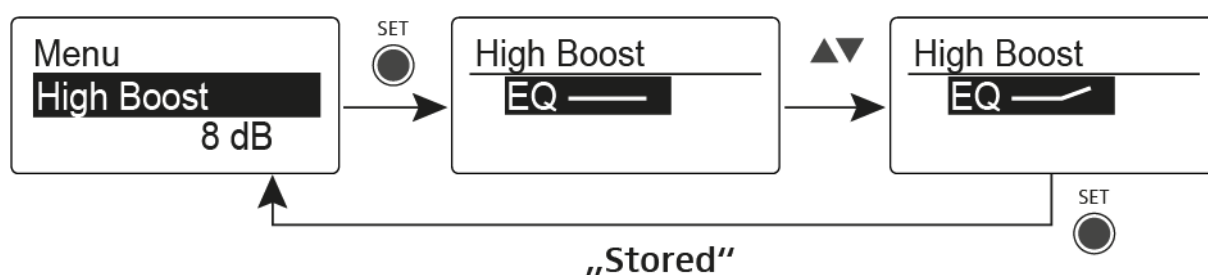 Menu
High Boost
8 dB
SET
High Boost
EQ
High Boost
EQ
SET
„Stored“